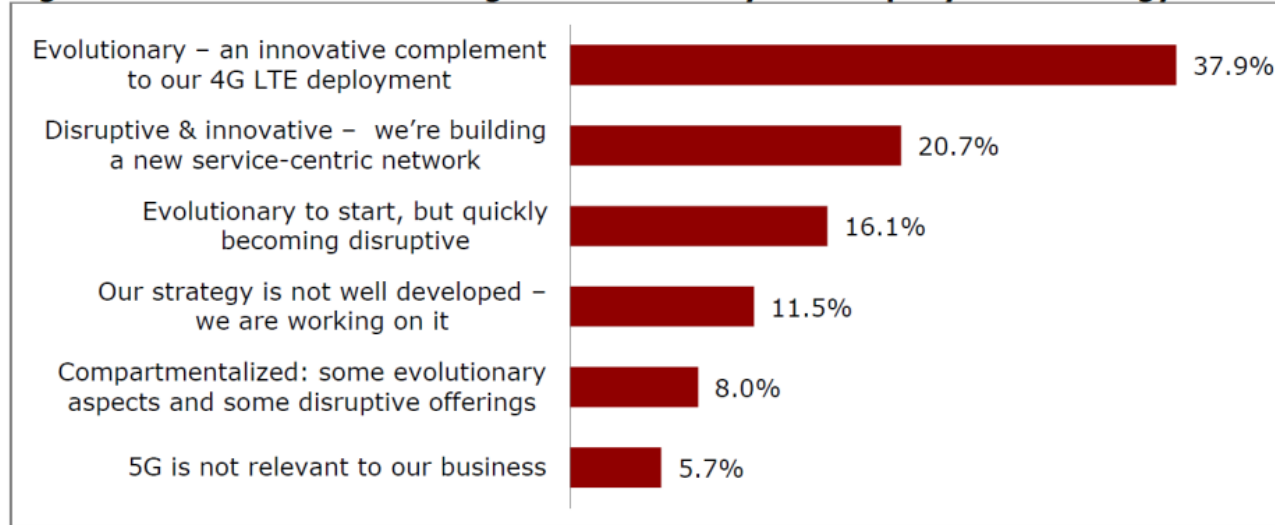 Evolutionary – an innovative complement
to our 4G LTE deployment
37.9%
Disruptive & innovative – we're building
a new service-centric network
20.7%
Evolutionary to start, but quickly
becoming disruptive
16.1%
Our strategy is not well developed –
we are working on it
11.5%
Compartmentalized: some evolutionary
aspects and some disruptive offerings
8.0%
5G is not relevant to our business
5.7%